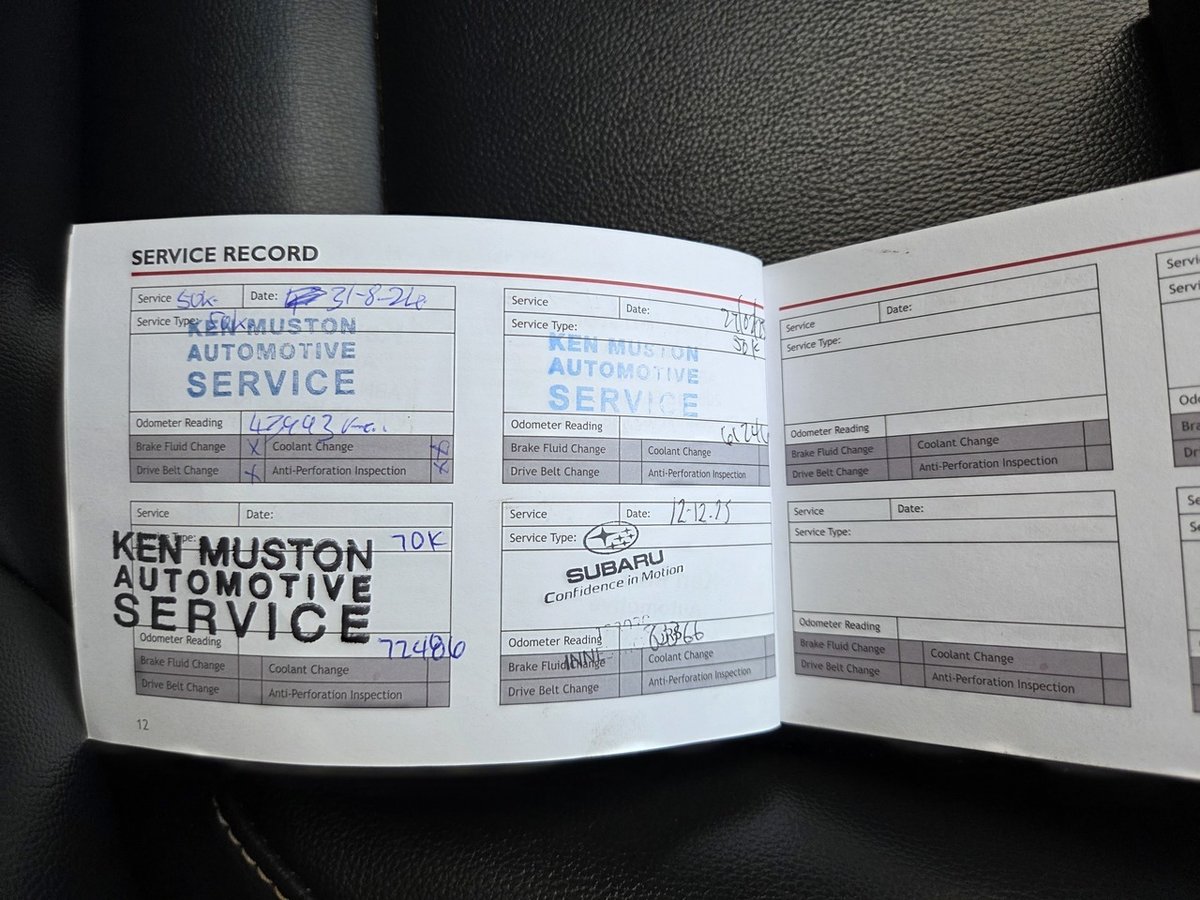 SERVICE RECORD
Service 50k
Date: 31-8-2
Service Type: 50k
KEN MUSTON
AUTOMOTIVE
SERVICE
Odometer Reading
Brake Fluid Change X Coolant Change X
Drive Belt Change X Anti-Perforation Inspection X
Service
Date:
Service Type:
50k
KEN MUSTON
AUTOMOTIVE
SERVICE
Odometer Reading
Brake Fluid Change Coolant Change
Drive Belt Change Anti-Perforation Inspection
Service
Date:
pe:
70K
KEN MUSTON
AUTOMOTIVE
SERVICE
Odometer Reading 72486
Brake Fluid Change Coolant Change
Drive Belt Change Anti-Perforation Inspection
12
Service
Date: 12-12.25
Service Type:
SUBARU
Confidence in Motion
Odometer Reading
INNE
Brake Fluid Change Coolant Change
Drive Belt Change Anti-Perforation Inspection
Service
Date:
Service Type:
Odometer Reading
Brake Fluid Change Coolant Change
Drive Belt Change Anti-Perforation Inspection
Service
Date:
Service Type:
Odometer Reading
Brake Fluid Change Coolant Change
Drive Belt Change Anti-Perforation Inspection